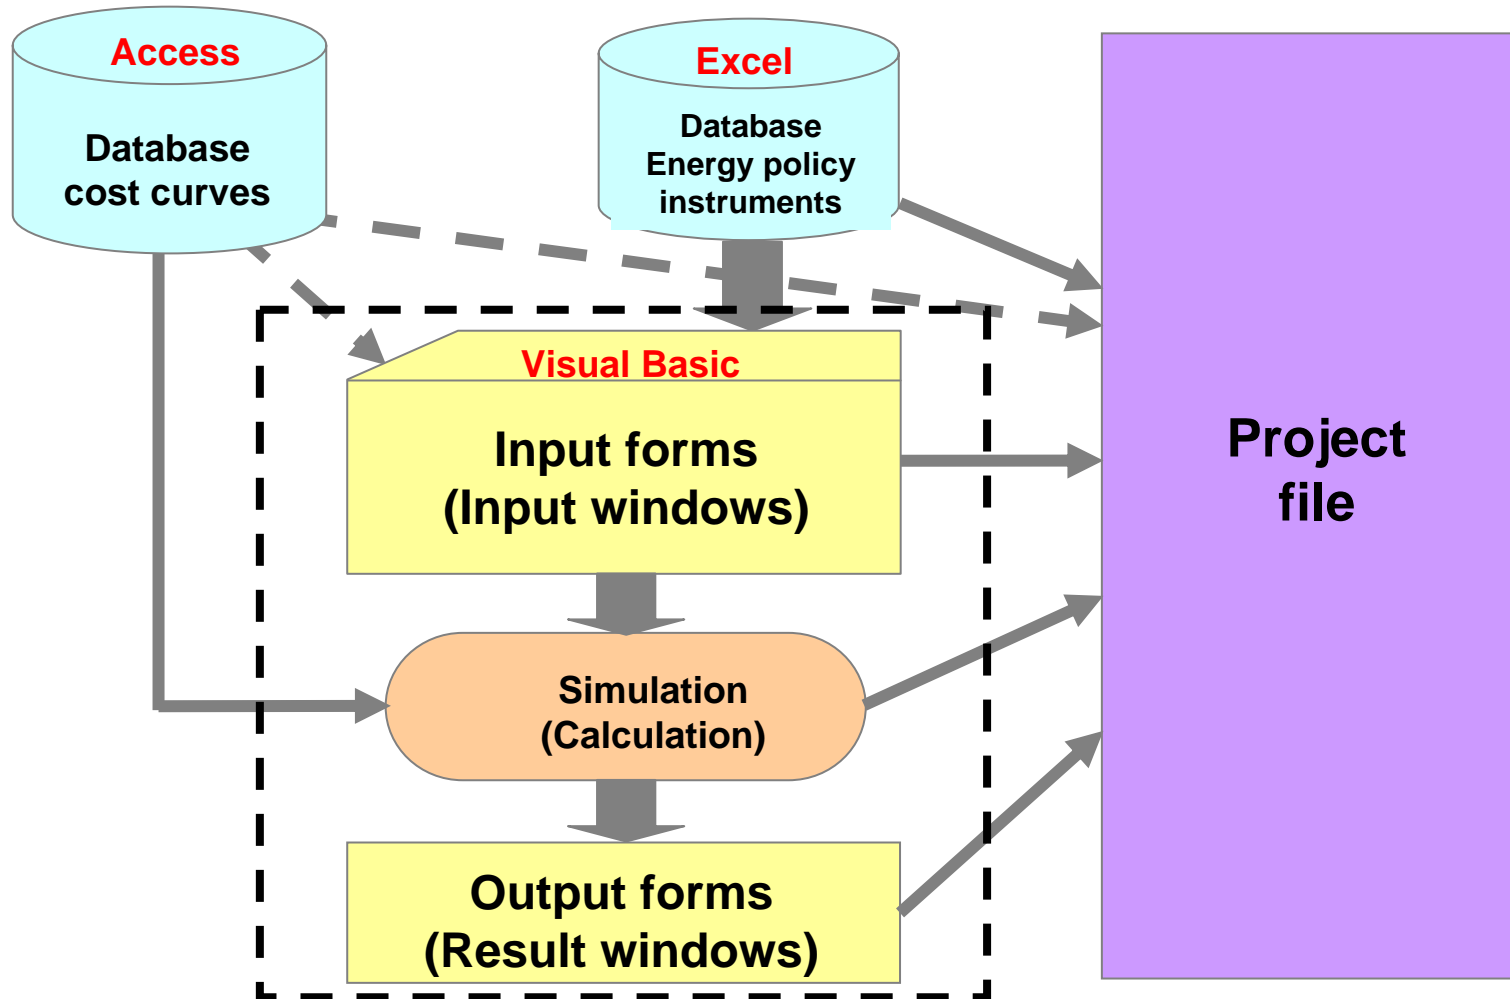 Access
Database
cost curves
Excel
Database
Energy policy
instruments
Visual Basic
Input forms
(Input windows)
Simulation
(Calculation)
Output forms
(Result windows)
Project
file